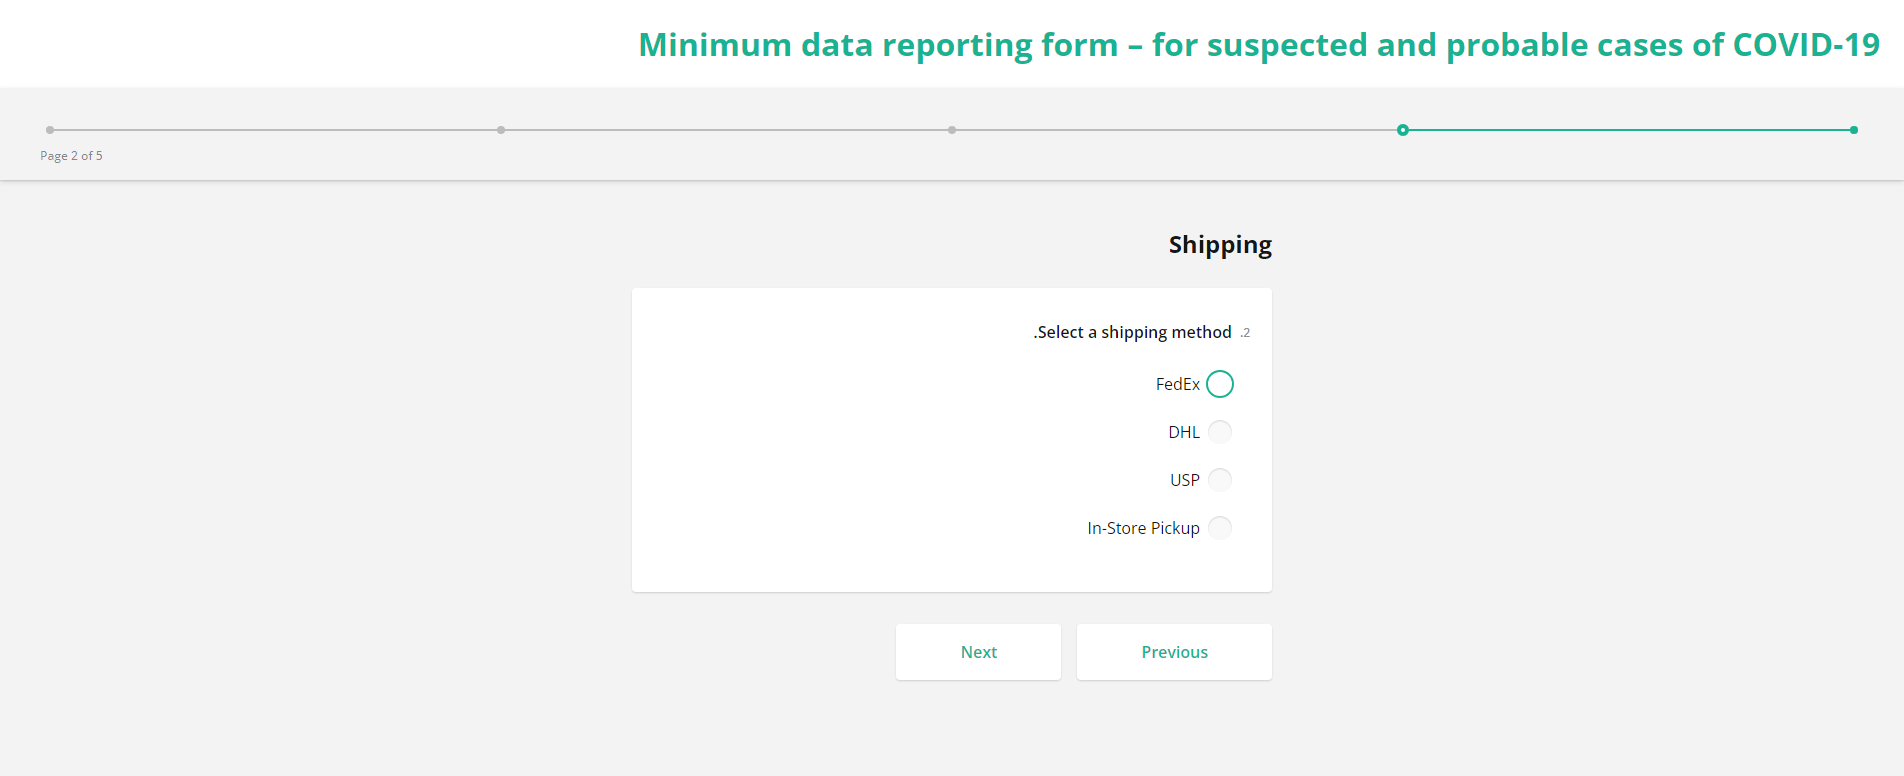 Minimum data reporting form – for suspected and probable cases of COVID-19
Page 2 of 5
Shipping
.2 .Select a shipping method
FedEx
DHL
USP
In-Store Pickup
Previous
Next